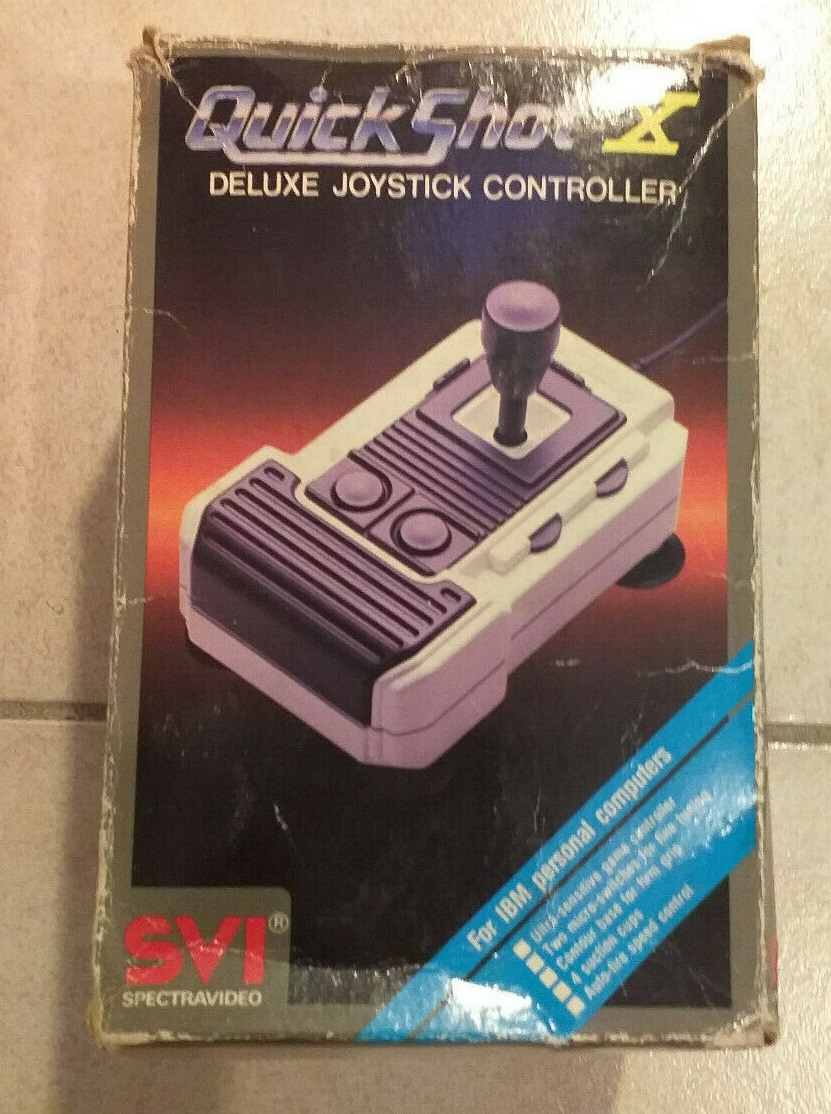 QuickShot X
DELUXE JOYSTICK CONTROLLER
For IBM personal computers
Ultra-sensitive game controller
Two micro-switches for fire button
Contour base for firm grip
4 suction cups
Auto-fire speed control
SVI®
SPECTRAVIDEO